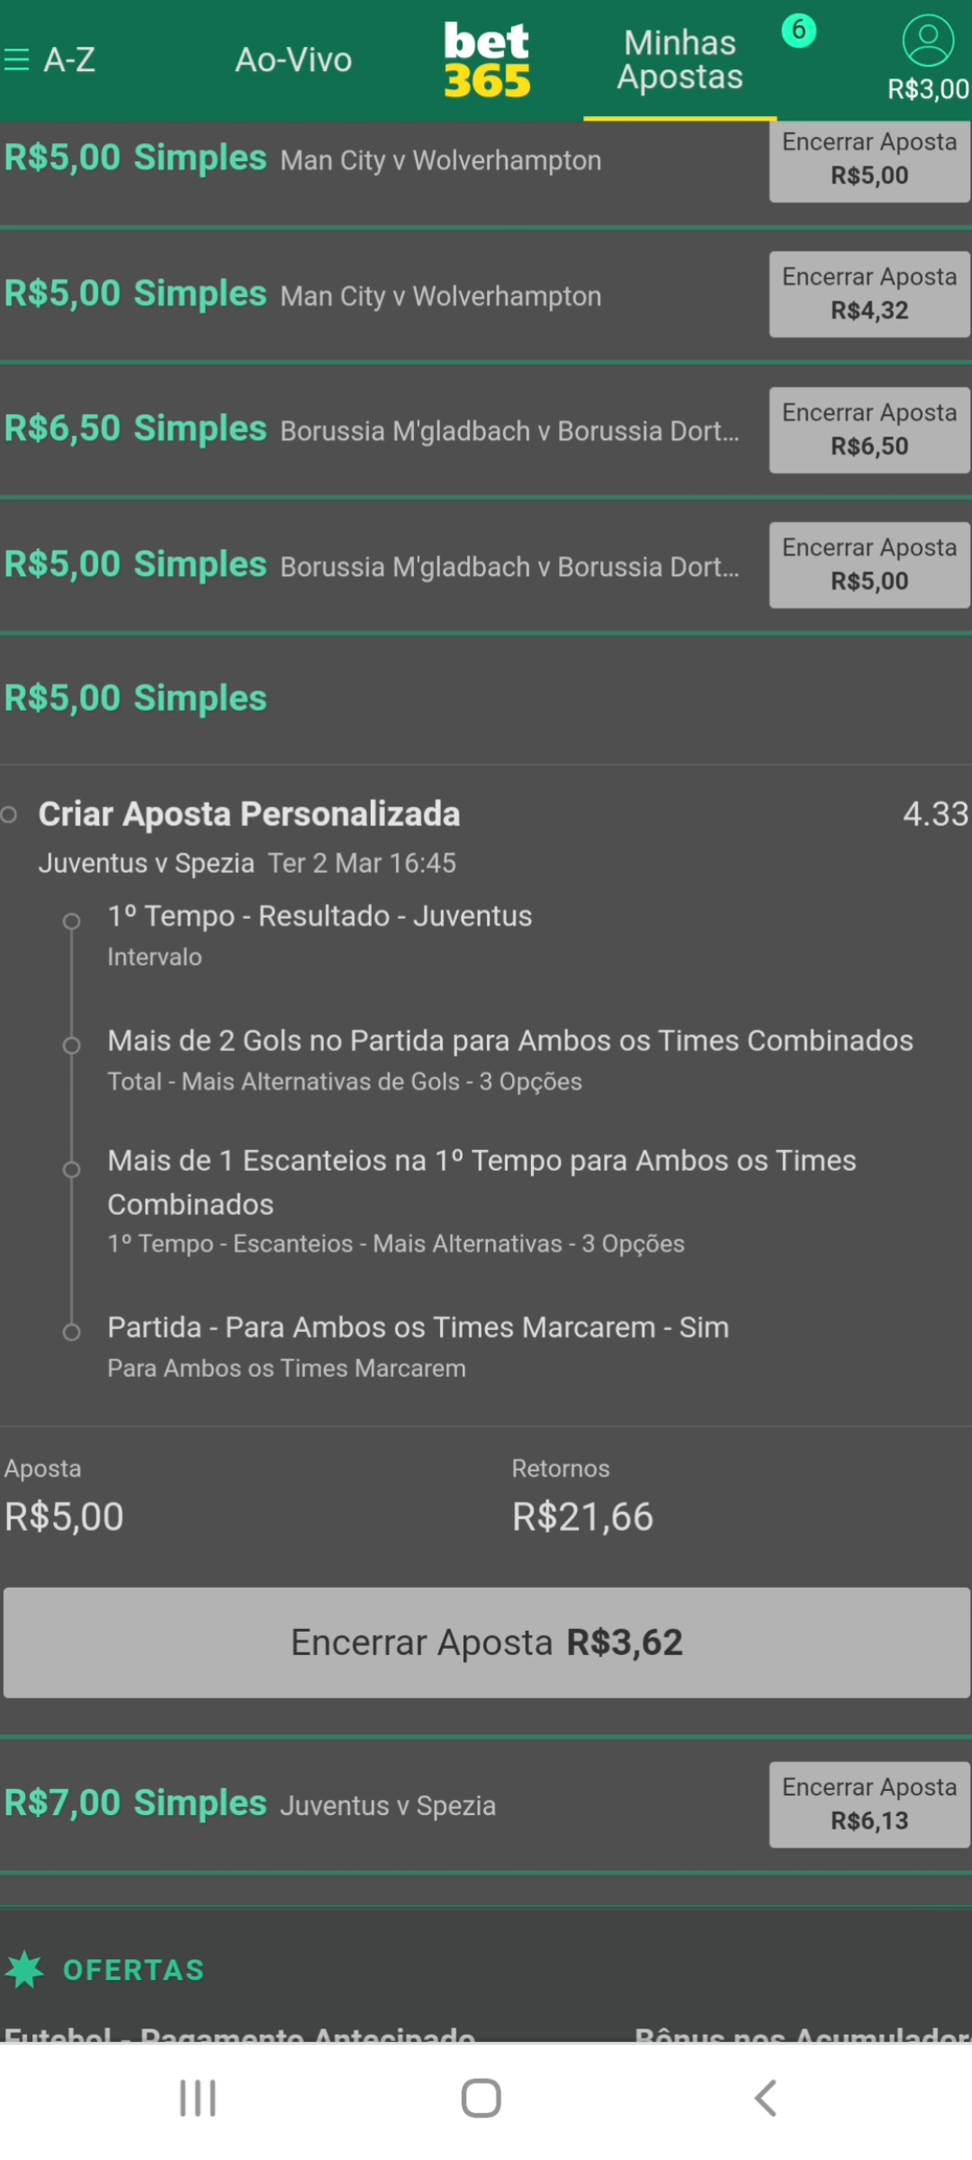 A-Z
Ao-Vivo
bet
365
Minhas
Apostas
6
R$3,00
R$5,00 Simples Man City v Wolverhampton
Encerrar Aposta
R$5,00
R$5,00 Simples Man City v Wolverhampton
Encerrar Aposta
R$4,32
R$6,50 Simples Borussia M'gladbach v Borussia Dort...
Encerrar Aposta
R$6,50
R$5,00 Simples Borussia M'gladbach v Borussia Dort...
Encerrar Aposta
R$5,00
R$5,00 Simples
Criar Aposta Personalizada 4.33
Juventus v Spezia Ter 2 Mar 16:45
1º Tempo - Resultado - Juventus
Intervalo
Mais de 2 Gols no Partida para Ambos os Times Combinados
Total - Mais Alternativas de Gols - 3 Opções
Mais de 1 Escanteios na 1º Tempo para Ambos os Times
Combinados
1º Tempo - Escanteios - Mais Alternativas - 3 Opções
Partida - Para Ambos os Times Marcarem - Sim
Para Ambos os Times Marcarem
Aposta Retornos
R$5,00 R$21,66
Encerrar Aposta R$3,62
R$7,00 Simples Juventus v Spezia
Encerrar Aposta
R$6,13
OFERTAS
Futebol - Pagamento Antecipado Bônus nos Acumulador